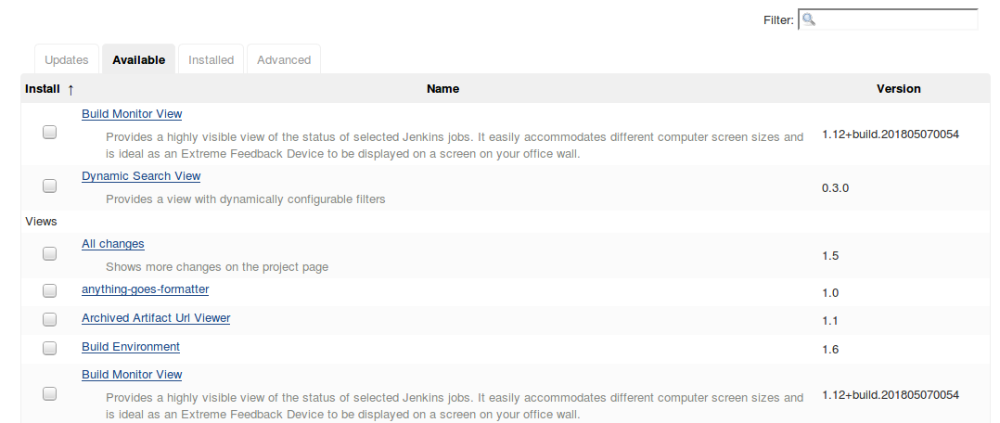 Filter:
Updates Available Installed Advanced
Install ↑ Name Version
Build Monitor View
Provides a highly visible view of the status of selected Jenkins jobs. It easily accommodates different computer screen sizes and
is ideal as an Extreme Feedback Device to be displayed on a screen on your office wall.
1.12+build.201805070054
Dynamic Search View
Provides a view with dynamically configurable filters
0.3.0
Views
All changes
Shows more changes on the project page
1.5
anything-goes-formatter
1.0
Archived Artifact Url Viewer
1.1
Build Environment
1.6
Build Monitor View
Provides a highly visible view of the status of selected Jenkins jobs. It easily accommodates different computer screen sizes and
is ideal as an Extreme Feedback Device to be displayed on a screen on your office wall.
1.12+build.201805070054